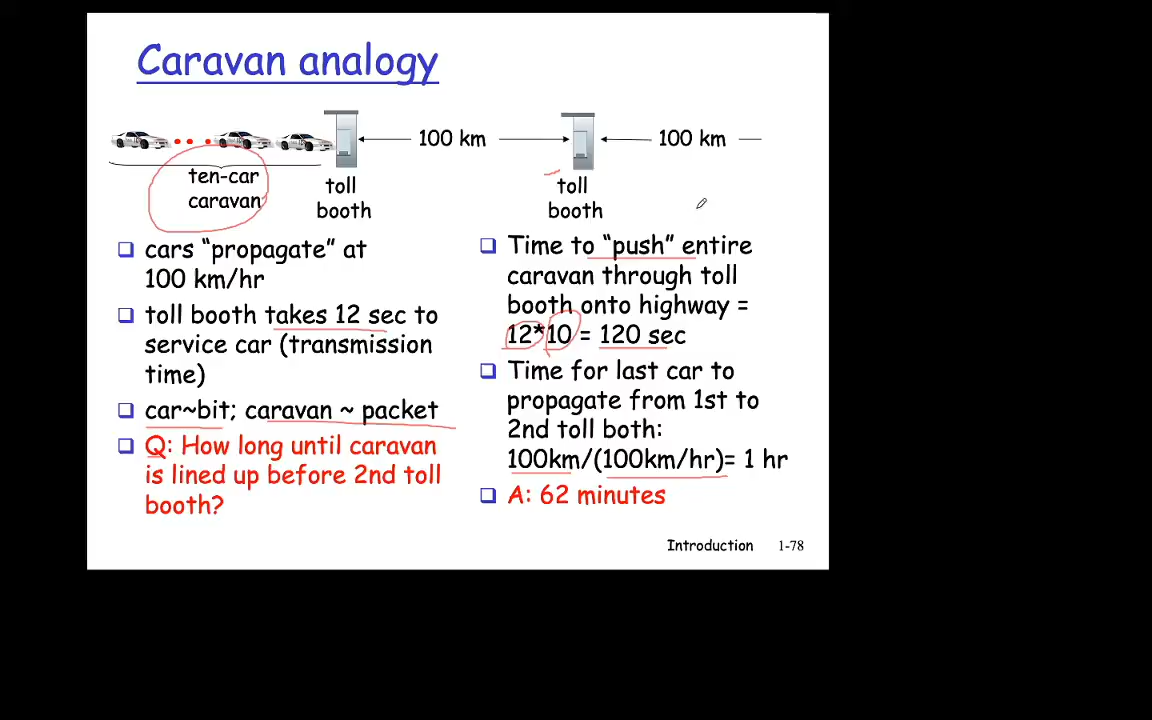 Caravan analogy
100 km
100 km
ten-car
caravan
toll
booth
toll
booth
cars “propagate” at
100 km/hr
toll booth takes 12 sec to
service car (transmission
time)
car~bit; caravan ~ packet
Q: How long until caravan
is lined up before 2nd toll
booth?
Time to “push” entire
caravan through toll
booth onto highway =
12*10 = 120 sec
Time for last car to
propagate from 1st to
2nd toll both:
100km/(100km/hr)= 1 hr
A: 62 minutes
Introduction 1-78